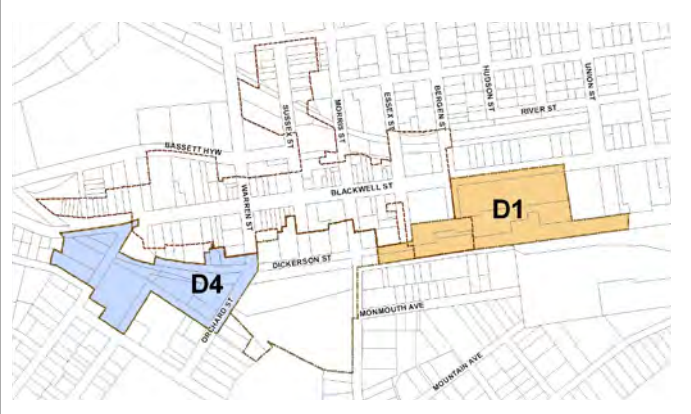 SUSSEX ST
MORRIS ST
ESSEX ST
BERGEN ST
HUDSON ST
UNION ST
RIVER ST
BASSETT HYW
WARREN ST
BLACKWELL ST
D1
DICKERSON ST
D4
ORCHARD ST
MONMOUTH AVE
MOUNTAIN AVE